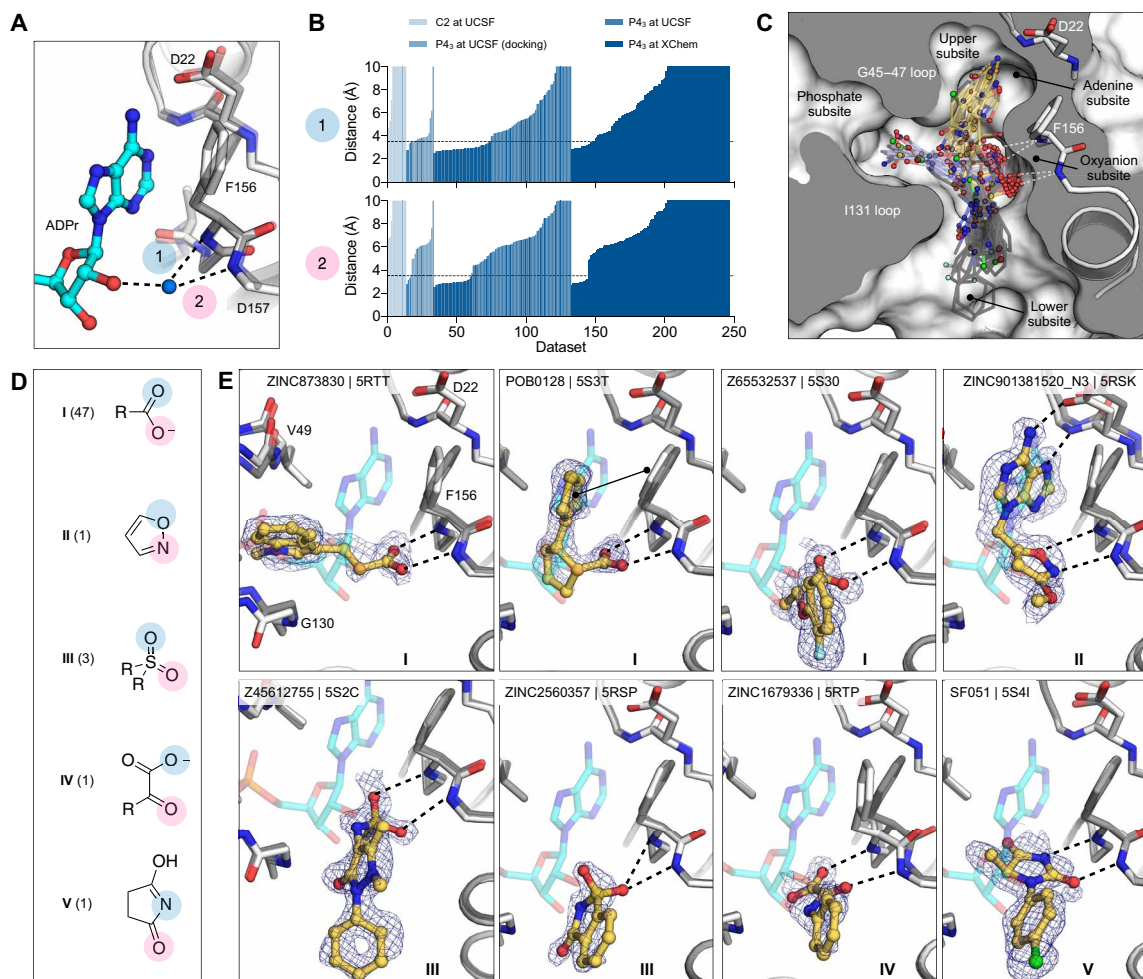 A
D22
F156
ADPr
1
2
D157
B
C2 at UCSF
P4₃ at UCSF
P4₃ at UCSF (docking)
P4₃ at XChem
Distance (Å)
10
8
6
4
2
0
1
Distance (Å)
10
8
6
4
2
0
2
0
50
100
150
200
250
Dataset
C
Upper
subsite
D22
G45–47 loop
Adenine
subsite
Phosphate
subsite
F156
Oxyanion
subsite
I131 loop
Lower
subsite
D
I (47)
R
O
O–
II (1)
O
N
III (3)
O
R
S
O
R
IV (1)
O
O–
R
O
V (1)
OH
N
O
E
ZINC873830 | 5RTT
D22
V49
F156
G130
I
POB0128 | 5S3T
I
Z65532537 | 5S30
I
ZINC901381520_N3 | 5RSK
II
Z45612755 | 5S2C
III
ZINC2560357 | 5RSP
III
ZINC1679336 | 5RTP
IV
SF051 | 5S4I
V